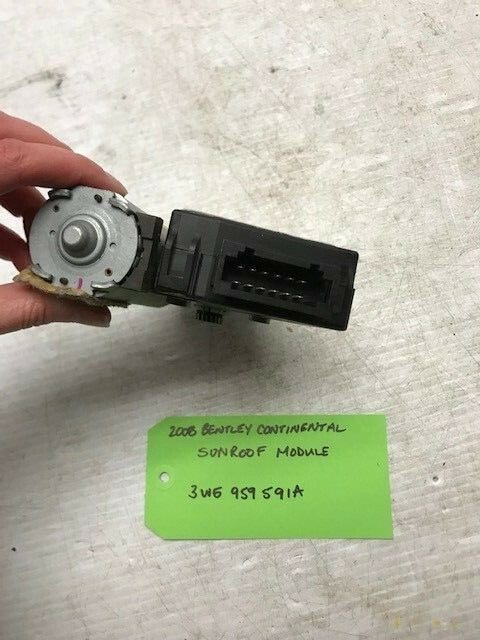 2008 BENTLEY CONTINENTAL
SUNROOF MODULE
3W5 959 591A